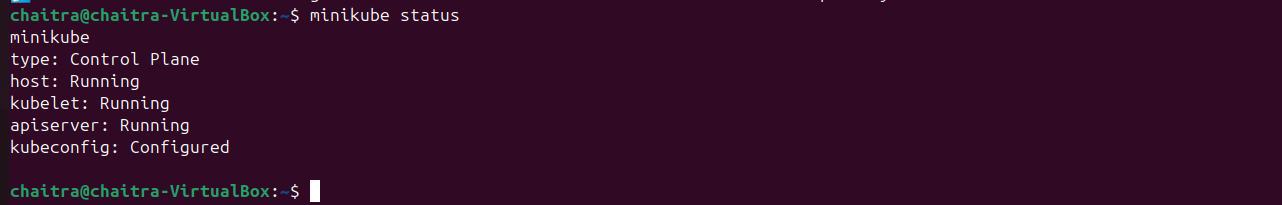 chaitra@chaitra-VirtualBox:~$ minikube status
minikube
type: Control Plane
host: Running
kubelet: Running
apiserver: Running
kubeconfig: Configured
chaitra@chaitra-VirtualBox:~$